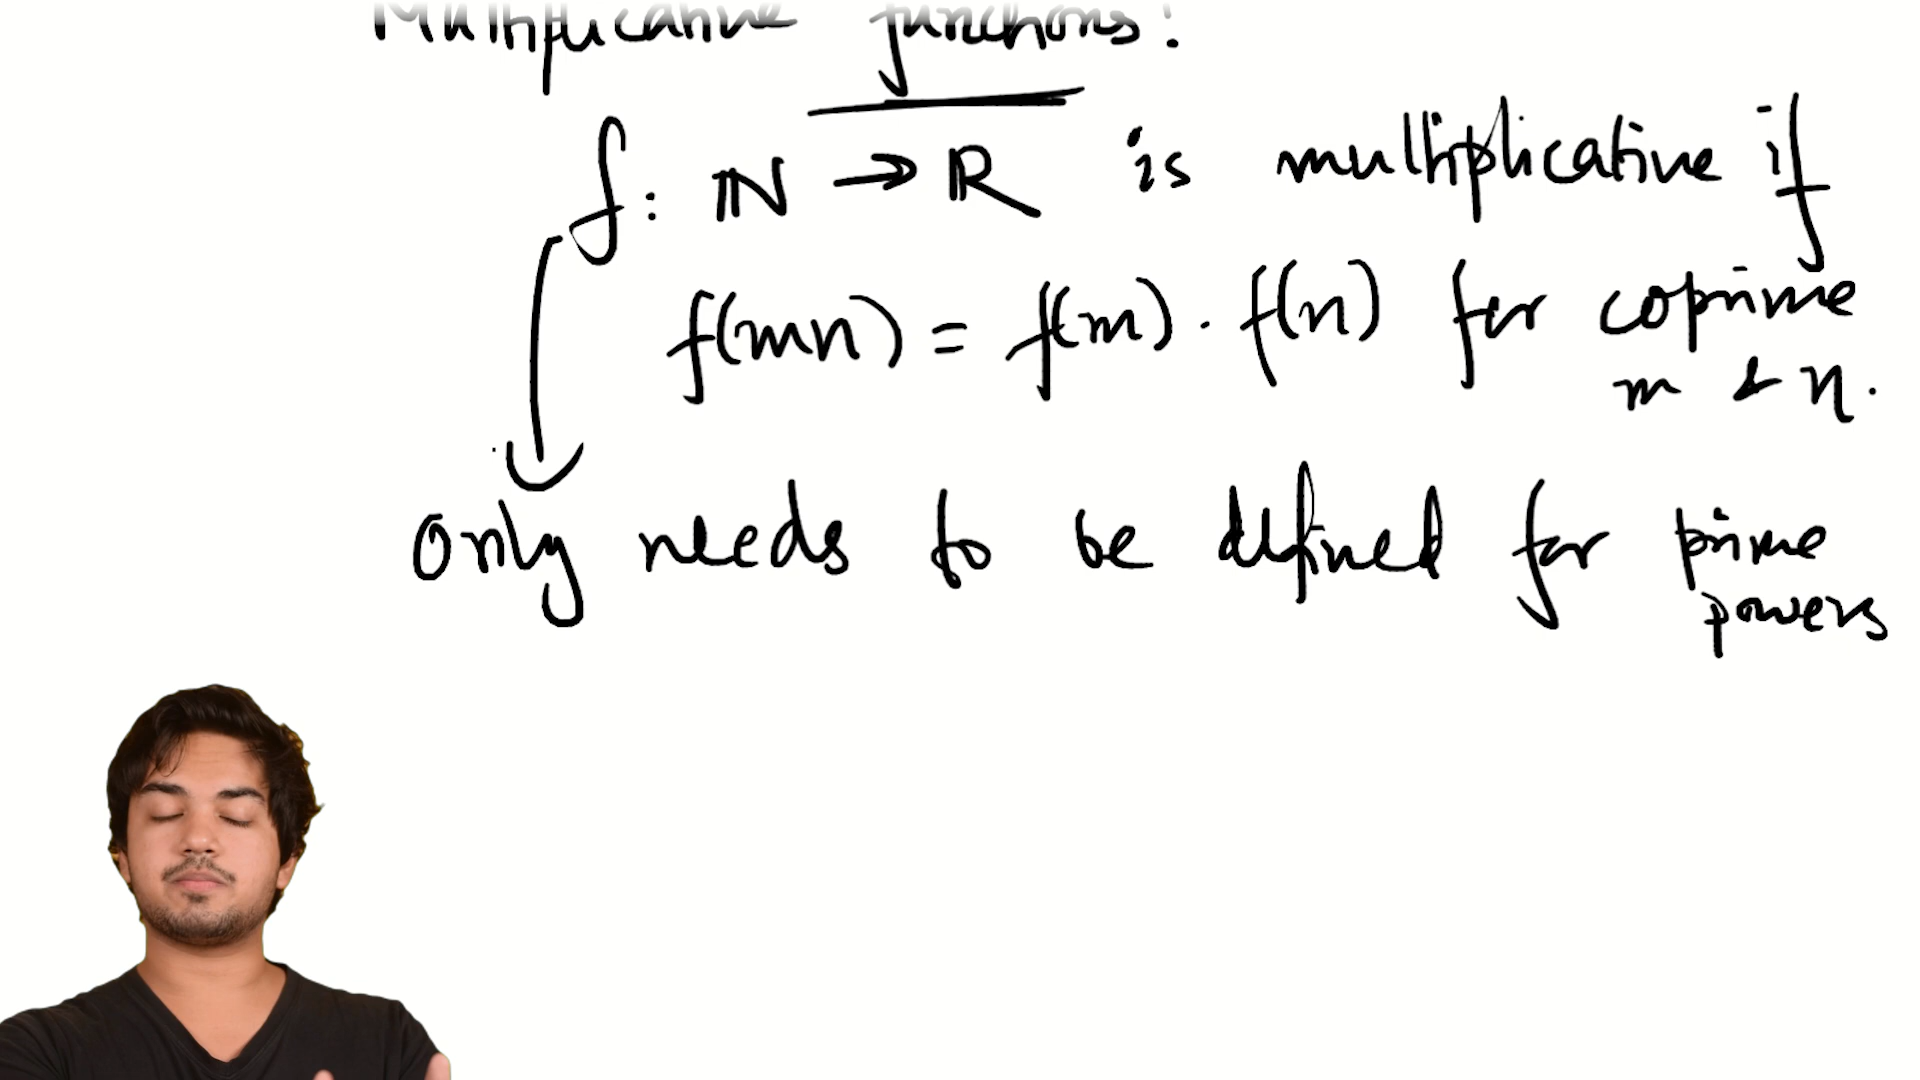 Multiplicative functions:
f: ℕ → ℝ is multiplicative if
f(mn) = f(m) · f(n) for coprime
m & n.
Only needs to be defined for prime
powers